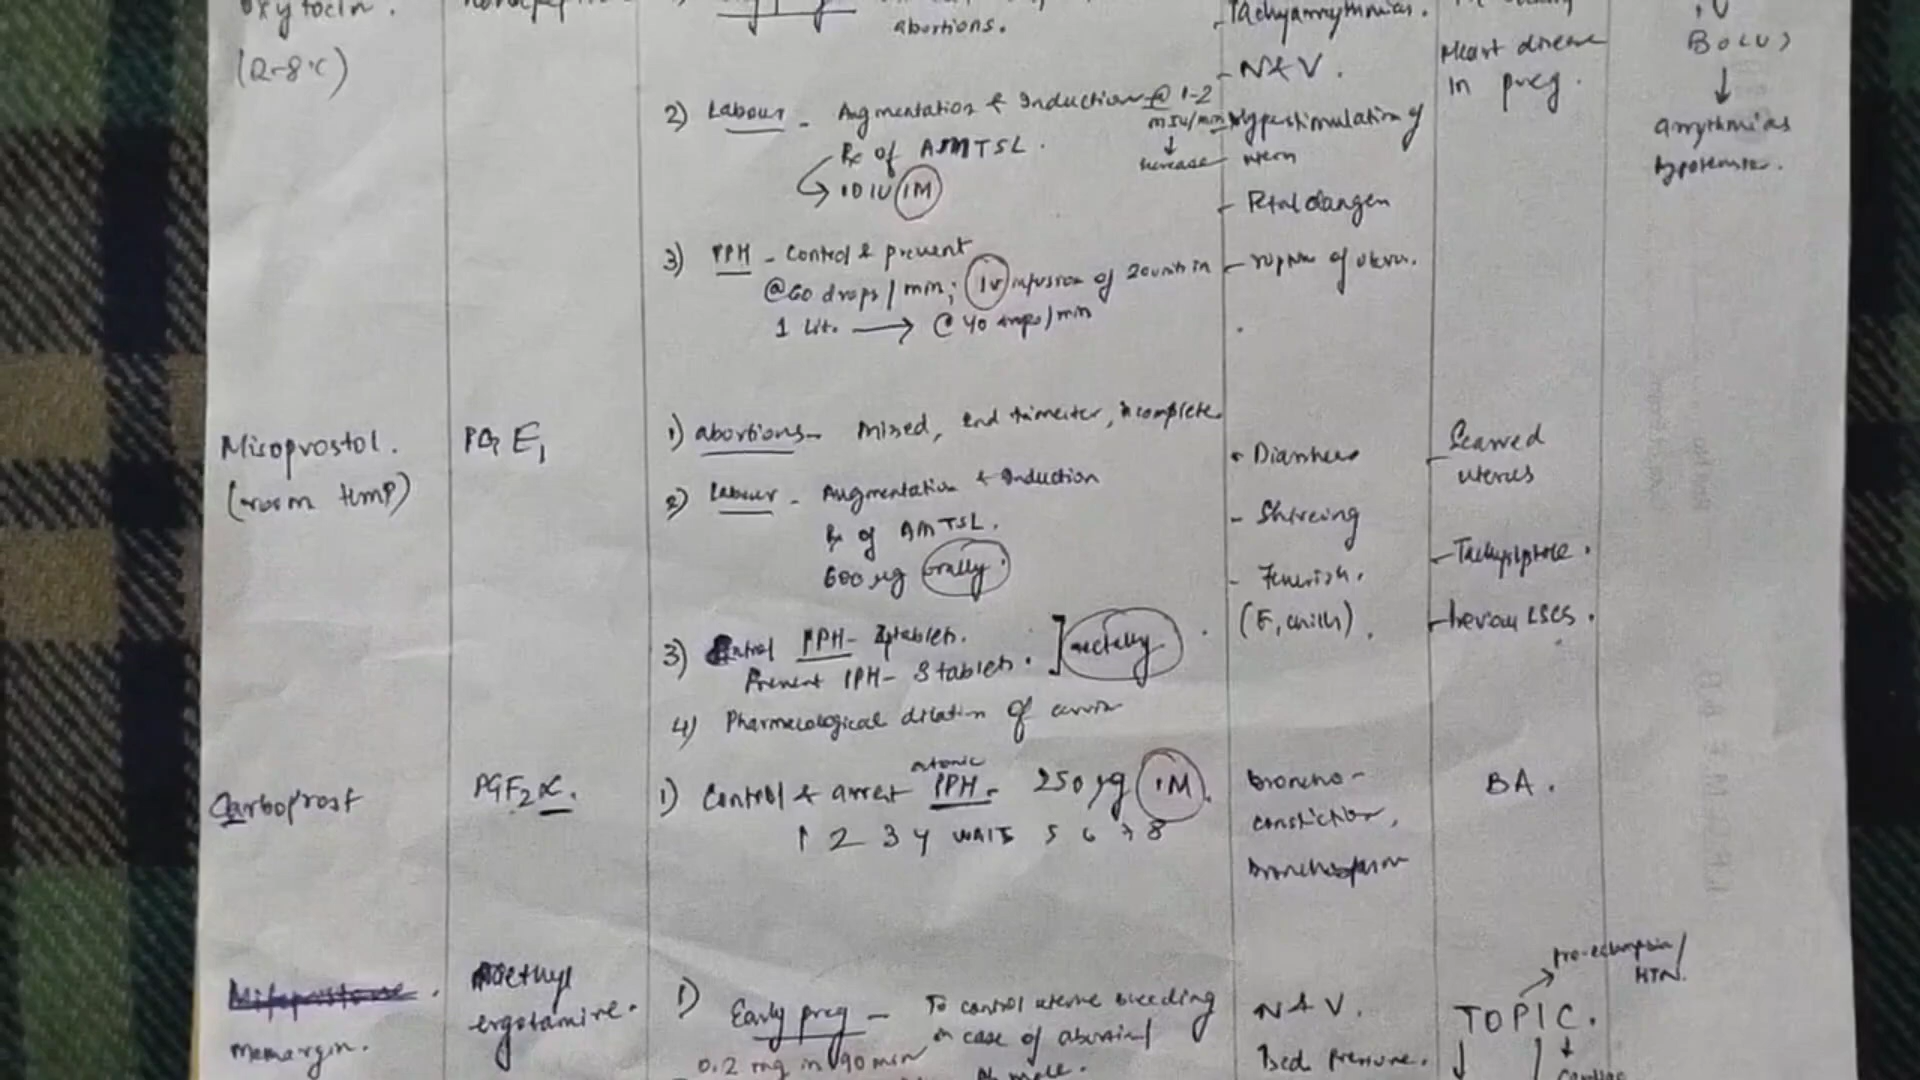 oxytocin.
(2-8°C)
abortions.
2) Labour - Augmentation & Induction @ 1-2
mIU/min
↓
increase
Rx of AMTSL.
10 IU IM
3) PPH - Control & prevent
@ 60 drops / min; IV infusion of 20 units in
1 Lit. → @ 40 drops/min
Tachyarrythmias.
- N & V.
- Hyperstimulation of
uterus
- Fetal danger
- rupture of uterus.
Heart disease
in preg.
Bolus
↓
arrythmias
hypotension.
Misoprostol.
(room temp)
PG E1
1) abortions - missed, 2nd trimester, incomplete.
2) Labour - Augmentation & Induction
Rx of AMTSL.
600 µg orally.
3) Control PPH - tablets.
Prevent PPH - 3 tablets. ] rectally
4) Pharmacological dilation of cervix
• Diarrhea
- Shivering
- Feverish.
(F, chills).
- Scarred
uterus
- previous LSCS.
Carboprost
PGF2α.
1) Control & arrest atonic PPH - 250 µg IM.
1 2 3 4 WAIT 5 6 7 8
broncho-
constriction,
bronchospasm
BA.
Mifeprostone.
Methyl
ergotamine.
1) Early preg - To control uterine bleeding
in case of abortion/
0.2 mg in 90 min
mole.
N & V.
pressure.
pre-eclampsia/
HTN.
TOPIC.
↓
cardiac